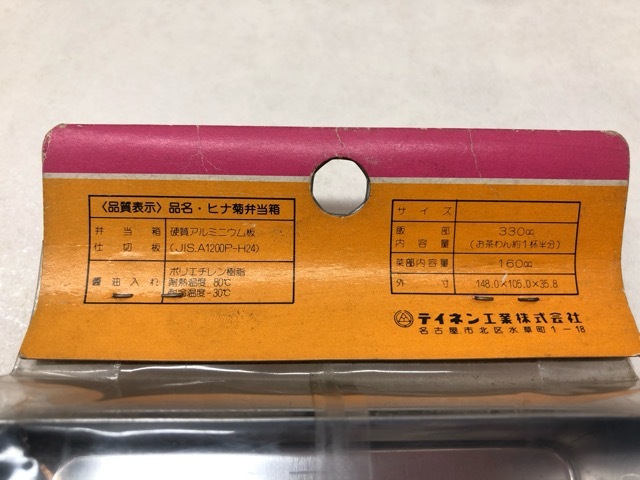 〈品質表示〉品名・ヒナ菊弁当箱
弁当箱 硬質アルミニウム板
仕切板 (JIS.A1200P-H24)
醤油入れ ポリエチレン樹脂
耐熱温度 80℃
耐冷温度-30℃
サイズ
飯部 330cc
内容量 (お茶わん約1杯半分)
菜部内容量 160cc
外寸 148.0×105.0×35.8
テイネン工業株式会社
名古屋市北区水草町1-18